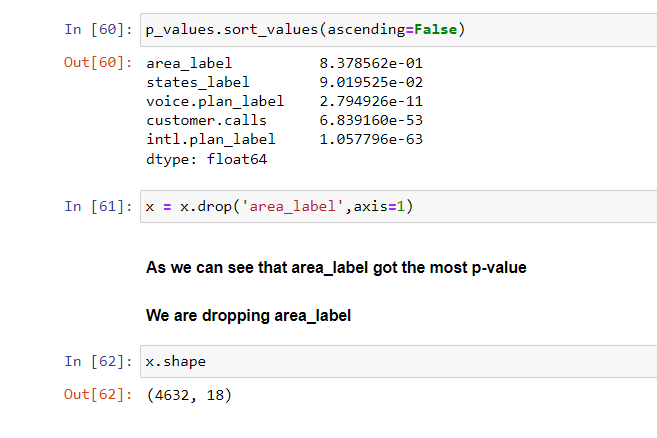 In [60]: p_values.sort_values(ascending=False)
Out[60]: area_label 8.378562e-01
states_label 9.019525e-02
voice.plan_label 2.794926e-11
customer.calls 6.839160e-53
intl.plan_label 1.057796e-63
dtype: float64
In [61]: x = x.drop('area_label',axis=1)
As we can see that area_label got the most p-value
We are dropping area_label
In [62]: x.shape
Out[62]: (4632, 18)